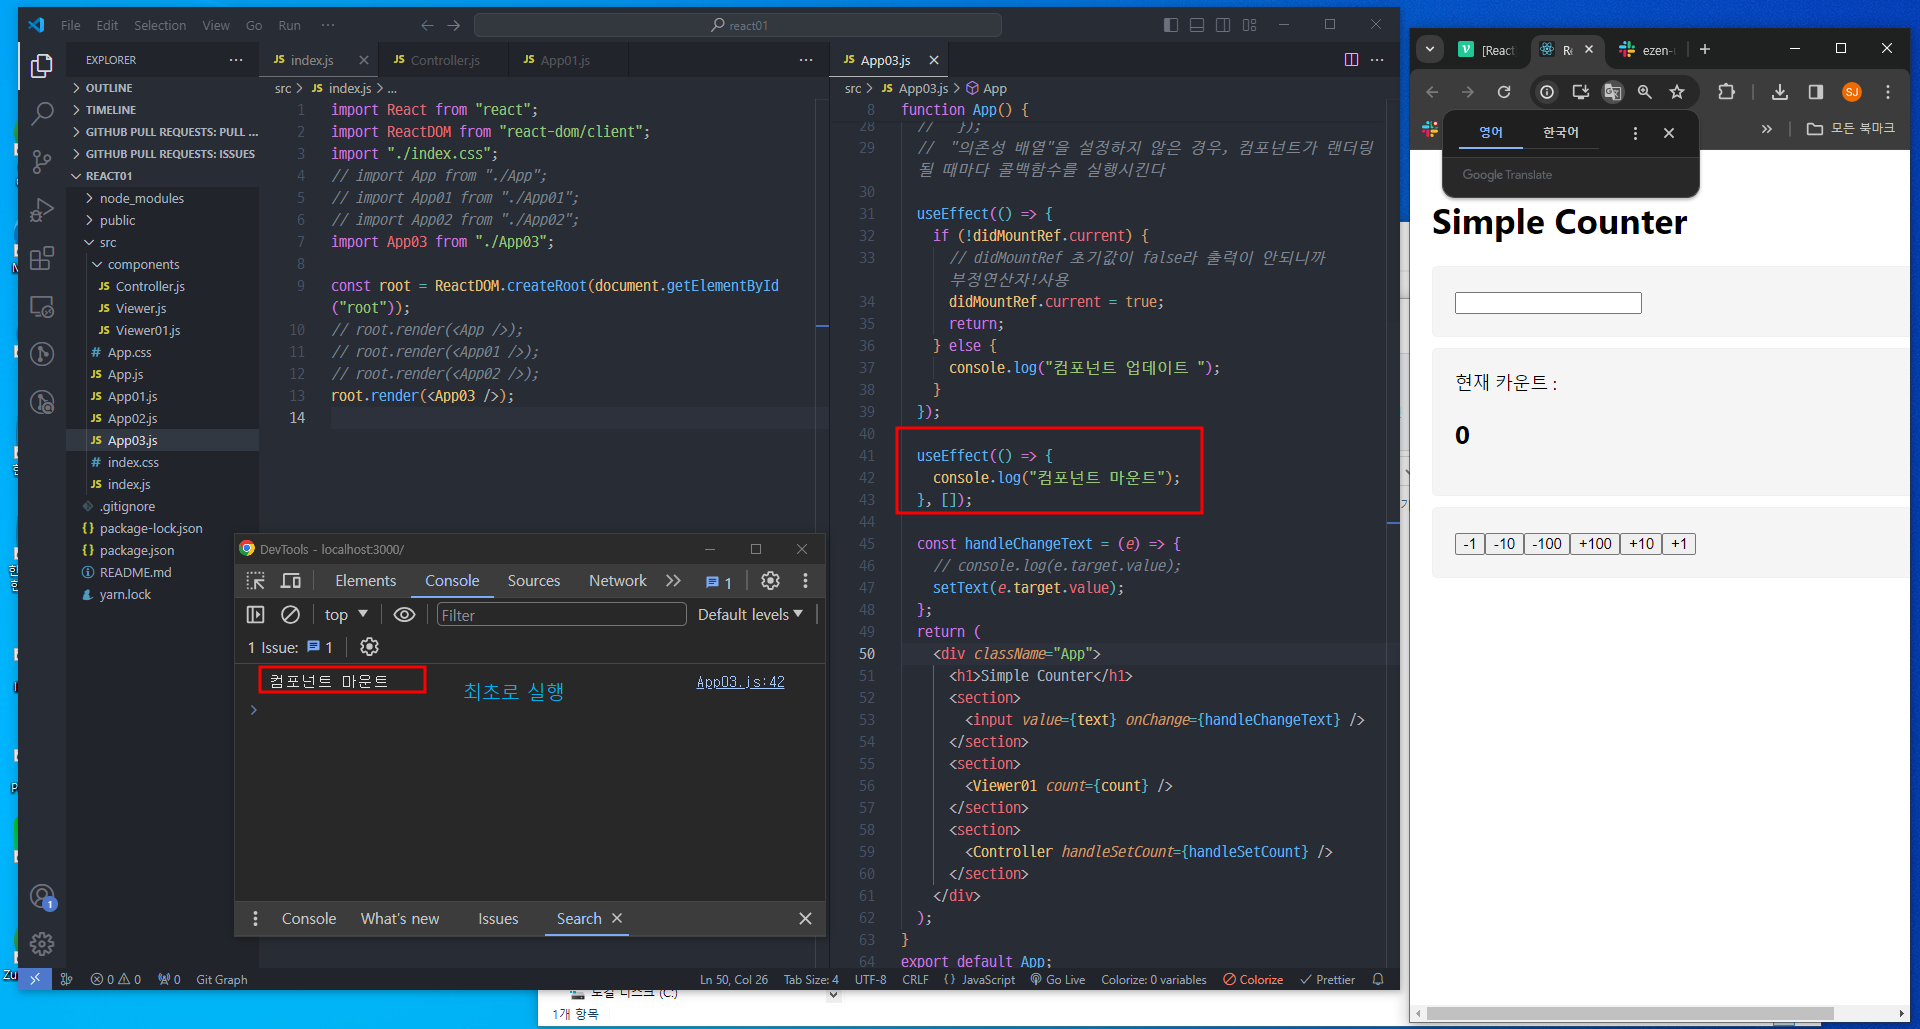 File Edit Selection View Go Run ··· react01
EXPLORER ···
OUTLINE
TIMELINE
GITHUB PULL REQUESTS: PULL ...
GITHUB PULL REQUESTS: ISSUES
REACT01
node_modules
public
src
components
JS Controller.js
JS Viewer.js
JS Viewer01.js
# App.css
JS App.js
JS App01.js
JS App02.js
JS App03.js
# index.css
JS index.js
.gitignore
{} package-lock.json
{} package.json
README.md
yarn.lock
JS index.js JS Controller.js JS App01.js ···
src > JS index.js > ...
1 import React from "react";
2 import ReactDOM from "react-dom/client";
3 import "./index.css";
4 // import App from "./App";
5 // import App01 from "./App01";
6 // import App02 from "./App02";
7 import App03 from "./App03";
8
9 const root = ReactDOM.createRoot(document.getElementById
("root"));
10 // root.render(<App />);
11 // root.render(<App01 />);
12 // root.render(<App02 />);
13 root.render(<App03 />);
14
JS App03.js ···
src > JS App03.js > App
8 function App() {
28 // });
29 // "의존성 배열"을 설정하지 않은 경우, 컴포넌트가 랜더링
될 때마다 콜백함수를 실행시킨다
30
31 useEffect(() => {
32 if (!didMountRef.current) {
33 // didMountRef 초기값이 false라 출력이 안되니까
부정연산자!사용
34 didMountRef.current = true;
35 return;
36 } else {
37 console.log("컴포넌트 업데이트 ");
38 }
39 });
40
41 useEffect(() => {
42 console.log("컴포넌트 마운트");
43 }, []);
44
45 const handleChangeText = (e) => {
46 // console.log(e.target.value);
47 setText(e.target.value);
48 };
49 return (
50 <div className="App">
51 <h1>Simple Counter</h1>
52 <section>
53 <input value={text} onChange={handleChangeText} />
54 </section>
55 <section>
56 <Viewer01 count={count} />
57 </section>
58 <section>
59 <Controller handleSetCount={handleSetCount} />
60 </section>
61 </div>
62 );
63 }
64 export default App;
DevTools - localhost:3000/
Elements Console Sources Network 1
top Filter Default levels
1 Issue: 1
컴포넌트 마운트 최초로 실행 App03.js:42
Console What's new Issues Search
1
0 0 0 Git Graph Ln 50, Col 26 Tab Size: 4 UTF-8 CRLF {} JavaScript Go Live Colorize: 0 variables Colorize Prettier
Zu
로컬 디스크 (C:)
1개 항목
[React ezen-
SJ
모든 북마크
영어 한국어
Google Translate
Simple Counter
현재 카운트 :
0
-1 -10 -100 +100 +10 +1